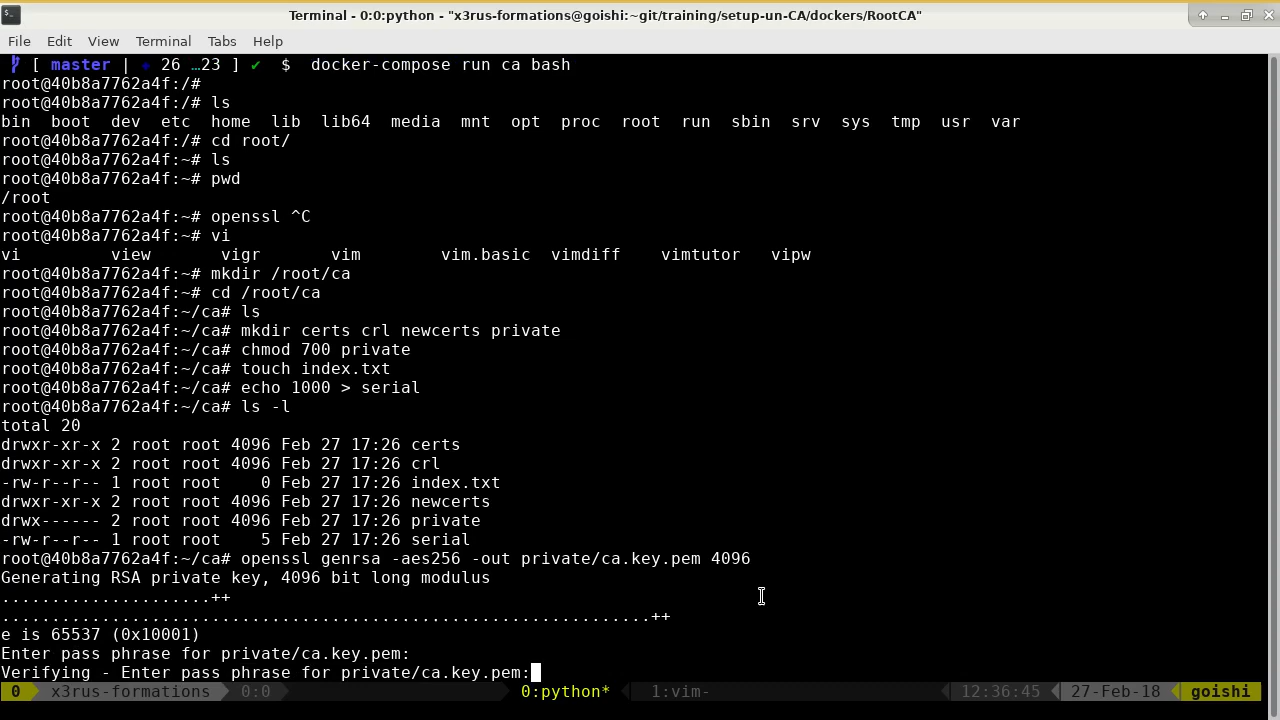 Terminal - 0:0:python - "x3rus-formations@goishi:~git/training/setup-un-CA/dockers/RootCA"
File Edit View Terminal Tabs Help
[ master | 26 …23 ] ✔ $ docker-compose run ca bash
root@40b8a7762a4f:/#
root@40b8a7762a4f:/# ls
bin boot dev etc home lib lib64 media mnt opt proc root run sbin srv sys tmp usr var
root@40b8a7762a4f:/# cd root/
root@40b8a7762a4f:~# ls
root@40b8a7762a4f:~# pwd
/root
root@40b8a7762a4f:~# openssl ^C
root@40b8a7762a4f:~# vi
vi view vigr vim vim.basic vimdiff vimtutor vipw
root@40b8a7762a4f:~# mkdir /root/ca
root@40b8a7762a4f:~# cd /root/ca
root@40b8a7762a4f:~/ca# ls
root@40b8a7762a4f:~/ca# mkdir certs crl newcerts private
root@40b8a7762a4f:~/ca# chmod 700 private
root@40b8a7762a4f:~/ca# touch index.txt
root@40b8a7762a4f:~/ca# echo 1000 > serial
root@40b8a7762a4f:~/ca# ls -l
total 20
drwxr-xr-x 2 root root 4096 Feb 27 17:26 certs
drwxr-xr-x 2 root root 4096 Feb 27 17:26 crl
-rw-r--r-- 1 root root 0 Feb 27 17:26 index.txt
drwxr-xr-x 2 root root 4096 Feb 27 17:26 newcerts
drwx------ 2 root root 4096 Feb 27 17:26 private
-rw-r--r-- 1 root root 5 Feb 27 17:26 serial
root@40b8a7762a4f:~/ca# openssl genrsa -aes256 -out private/ca.key.pem 4096
Generating RSA private key, 4096 bit long modulus
.....................++
.................................................................++
e is 65537 (0x10001)
Enter pass phrase for private/ca.key.pem:
Verifying - Enter pass phrase for private/ca.key.pem:
0 x3rus-formations 0:0 0:python* 1:vim- 12:36:45 27-Feb-18 goishi